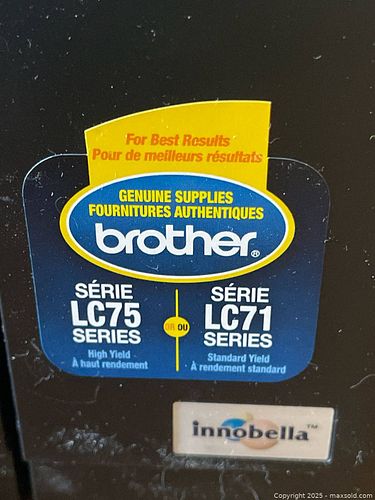 For Best Results
Pour de meilleurs résultats
GENUINE SUPPLIES
FOURNITURES AUTHENTIQUES
brother®
SÉRIE
LC75
SERIES
High Yield
À haut rendement
OR OU
SÉRIE
LC71
SERIES
Standard Yield
À rendement standard
innobella™
Copyright 2025 - maxsold.com